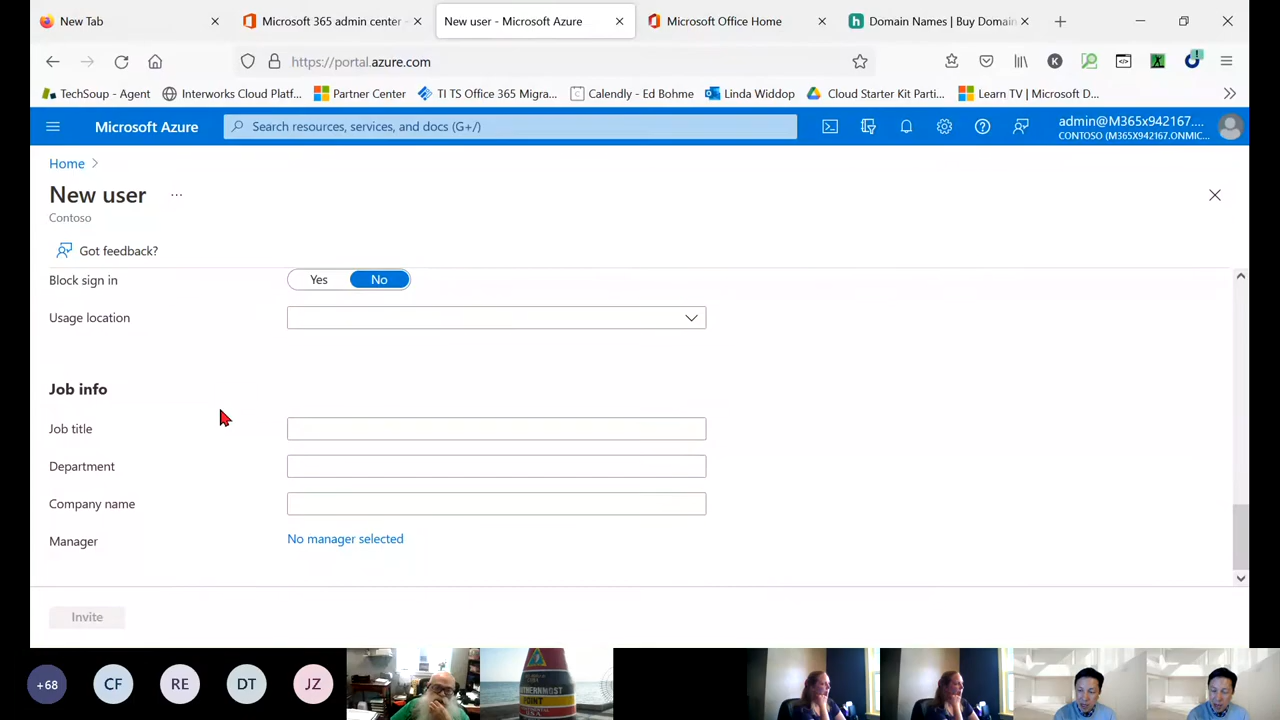 New Tab
Microsoft 365 admin center -
New user - Microsoft Azure
Microsoft Office Home
Domain Names | Buy Domain
https://portal.azure.com
TechSoup - Agent
Interworks Cloud Platf...
Partner Center
TI TS Office 365 Migra...
Calendly - Ed Bohme
Linda Widdop
Cloud Starter Kit Parti...
Learn TV | Microsoft D...
Microsoft Azure
Search resources, services, and docs (G+/)
admin@M365x942167....
CONTOSO (M365X942167.ONMIC...
Home
New user
...
Contoso
Got feedback?
Block sign in
Yes
No
Usage location
Job info
Job title
Department
Company name
Manager
No manager selected
Invite
+68
CF
RE
DT
JZ
SOUTHERNMOST
POINT